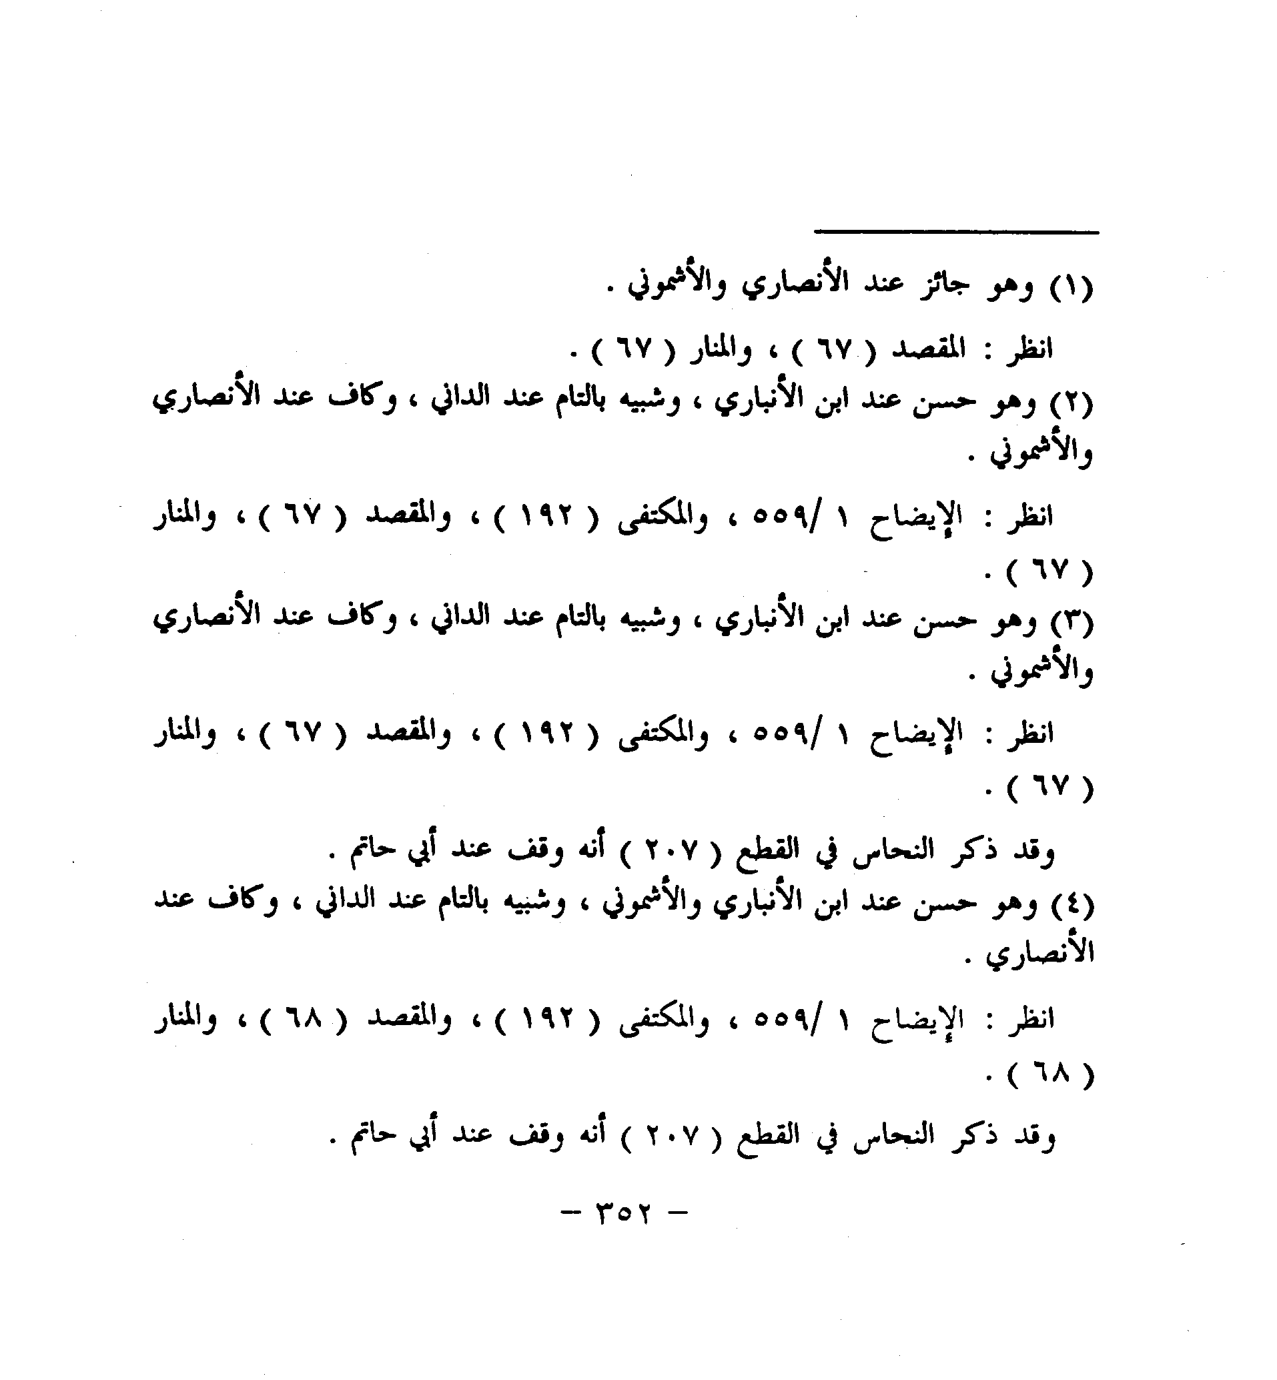 (١) وهو جائز عند الأنصاري والأشموني .
انظر : المقصد ( ٦٧ ) ، والمنار ( ٦٧ ) .
(٢) وهو حسن عند ابن الأنباري ، وشبيه بالتام عند الداني ، وكاف عند الأنصاري
والأشموني .
انظر : الإيضاح ١ /٥٥٩ ، والمكتفى ( ١٩٢ ) ، والمقصد ( ٦٧ ) ، والمنار
( ٦٧ ) .
(٣) وهو حسن عند ابن الأنباري ، وشبيه بالتام عند الداني ، وكاف عند الأنصاري
والأشموني .
انظر : الإيضاح ١ /٥٥٩ ، والمكتفى ( ١٩٢ ) ، والمقصد ( ٦٧ ) ، والمنار
( ٦٧ ) .
وقد ذكر النحاس في القطع ( ٢٠٧ ) أنه وقف عند أبي حاتم .
(٤) وهو حسن عند ابن الأنباري والأشموني ، وشبيه بالتام عند الداني ، وكاف عند
الأنصاري .
انظر : الإيضاح ١ /٥٥٩ ، والمكتفى ( ١٩٢ ) ، والمقصد ( ٦٨ ) ، والمنار
( ٦٨ ) .
وقد ذكر النحاس في القطع ( ٢٠٧ ) أنه وقف عند أبي حاتم .
– ٣٥٢ –